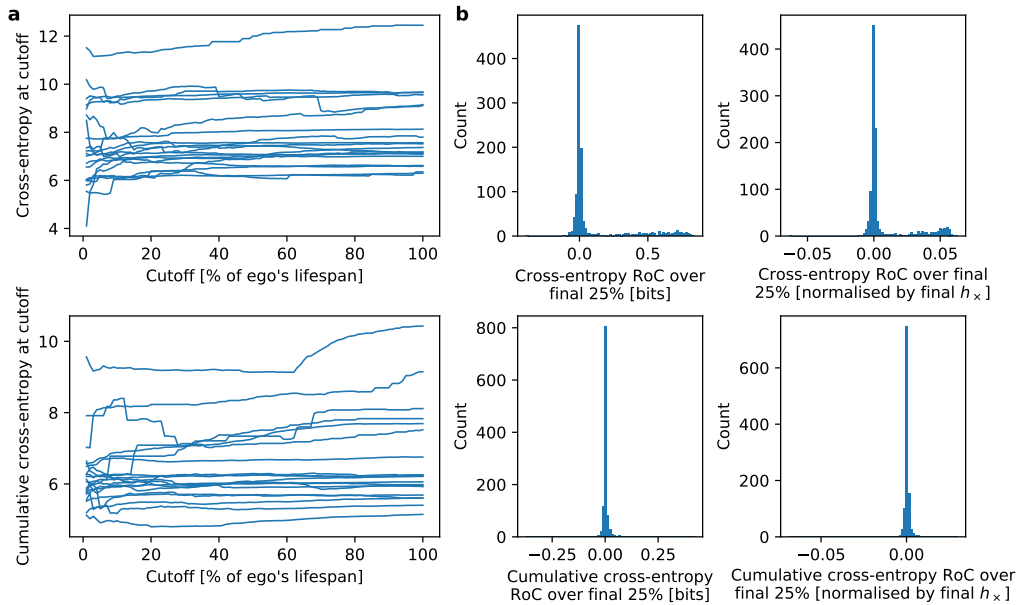 a
12
10
8
6
4
Cross-entropy at cutoff
0 20 40 60 80 100
Cutoff [% of ego's lifespan]
b
400
300
200
100
0
Count
0.0 0.5
Cross-entropy RoC over
final 25% [bits]
400
300
200
100
0
Count
−0.05 0.00 0.05
Cross-entropy RoC over final
25% [normalised by final h×]
10
8
6
Cumulative cross-entropy at cutoff
0 20 40 60 80 100
Cutoff [% of ego's lifespan]
800
600
400
200
0
Count
−0.25 0.00 0.25
Cumulative cross-entropy
RoC over final 25% [bits]
600
400
200
0
Count
−0.05 0.00
Cumulative cross-entropy RoC over
final 25% [normalised by final h×]